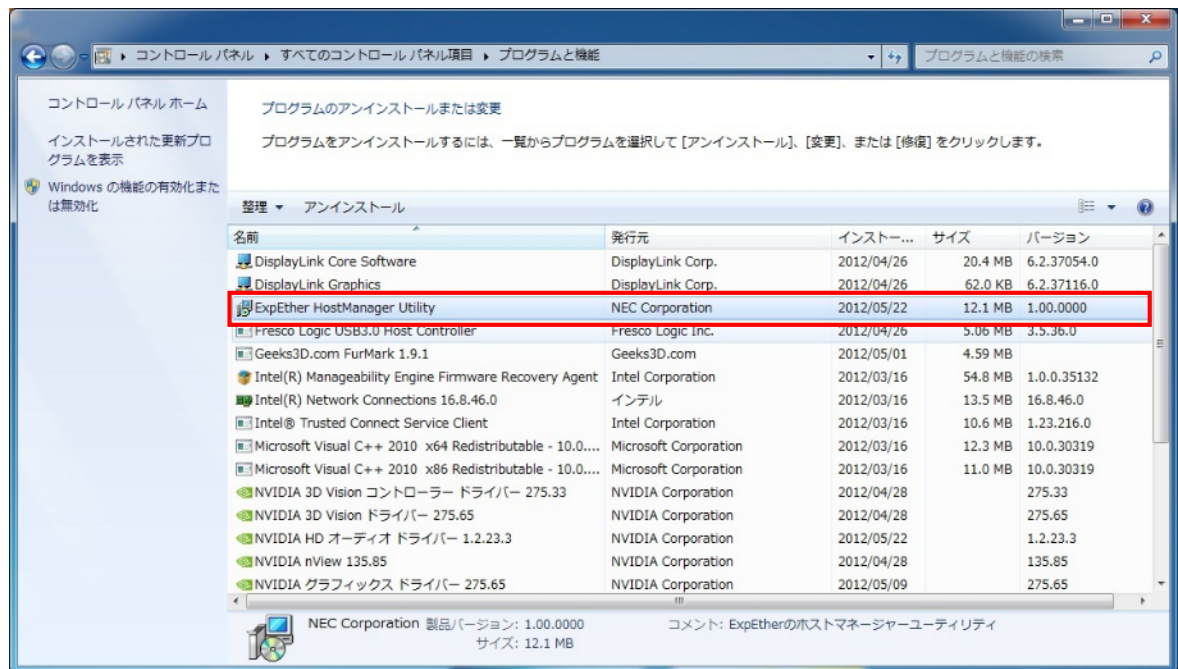 コントロール パネル ▸ すべてのコントロール パネル項目 ▸ プログラムと機能
プログラムと機能の検索
コントロール パネル ホーム
インストールされた更新プロ
グラムを表示
Windows の機能の有効化また
は無効化
プログラムのアンインストールまたは変更
プログラムをアンインストールするには、一覧からプログラムを選択して [アンインストール]、[変更]、または [修復] をクリックします。
整理 アンインストール
名前 発行元 インストー... サイズ バージョン
DisplayLink Core Software DisplayLink Corp. 2012/04/26 20.4 MB 6.2.37054.0
DisplayLink Graphics DisplayLink Corp. 2012/04/26 62.0 KB 6.2.37116.0
ExpEther HostManager Utility NEC Corporation 2012/05/22 12.1 MB 1.00.0000
Fresco Logic USB3.0 Host Controller Fresco Logic Inc. 2012/04/26 5.06 MB 3.5.36.0
Geeks3D.com FurMark 1.9.1 Geeks3D.com 2012/05/01 4.59 MB
Intel(R) Manageability Engine Firmware Recovery Agent Intel Corporation 2012/03/16 54.8 MB 1.0.0.35132
Intel(R) Network Connections 16.8.46.0 インテル 2012/03/16 13.5 MB 16.8.46.0
Intel® Trusted Connect Service Client Intel Corporation 2012/03/16 10.6 MB 1.23.216.0
Microsoft Visual C++ 2010 x64 Redistributable - 10.0.... Microsoft Corporation 2012/03/16 12.3 MB 10.0.30319
Microsoft Visual C++ 2010 x86 Redistributable - 10.0.... Microsoft Corporation 2012/03/16 11.0 MB 10.0.30319
NVIDIA 3D Vision コントローラー ドライバー 275.33 NVIDIA Corporation 2012/04/28 275.33
NVIDIA 3D Vision ドライバー 275.65 NVIDIA Corporation 2012/04/28 275.65
NVIDIA HD オーディオ ドライバー 1.2.23.3 NVIDIA Corporation 2012/05/22 1.2.23.3
NVIDIA nView 135.85 NVIDIA Corporation 2012/04/28 135.85
NVIDIA グラフィックス ドライバー 275.65 NVIDIA Corporation 2012/05/09 275.65
NEC Corporation 製品バージョン: 1.00.0000 コメント: ExpEtherのホストマネージャーユーティリティ
サイズ: 12.1 MB